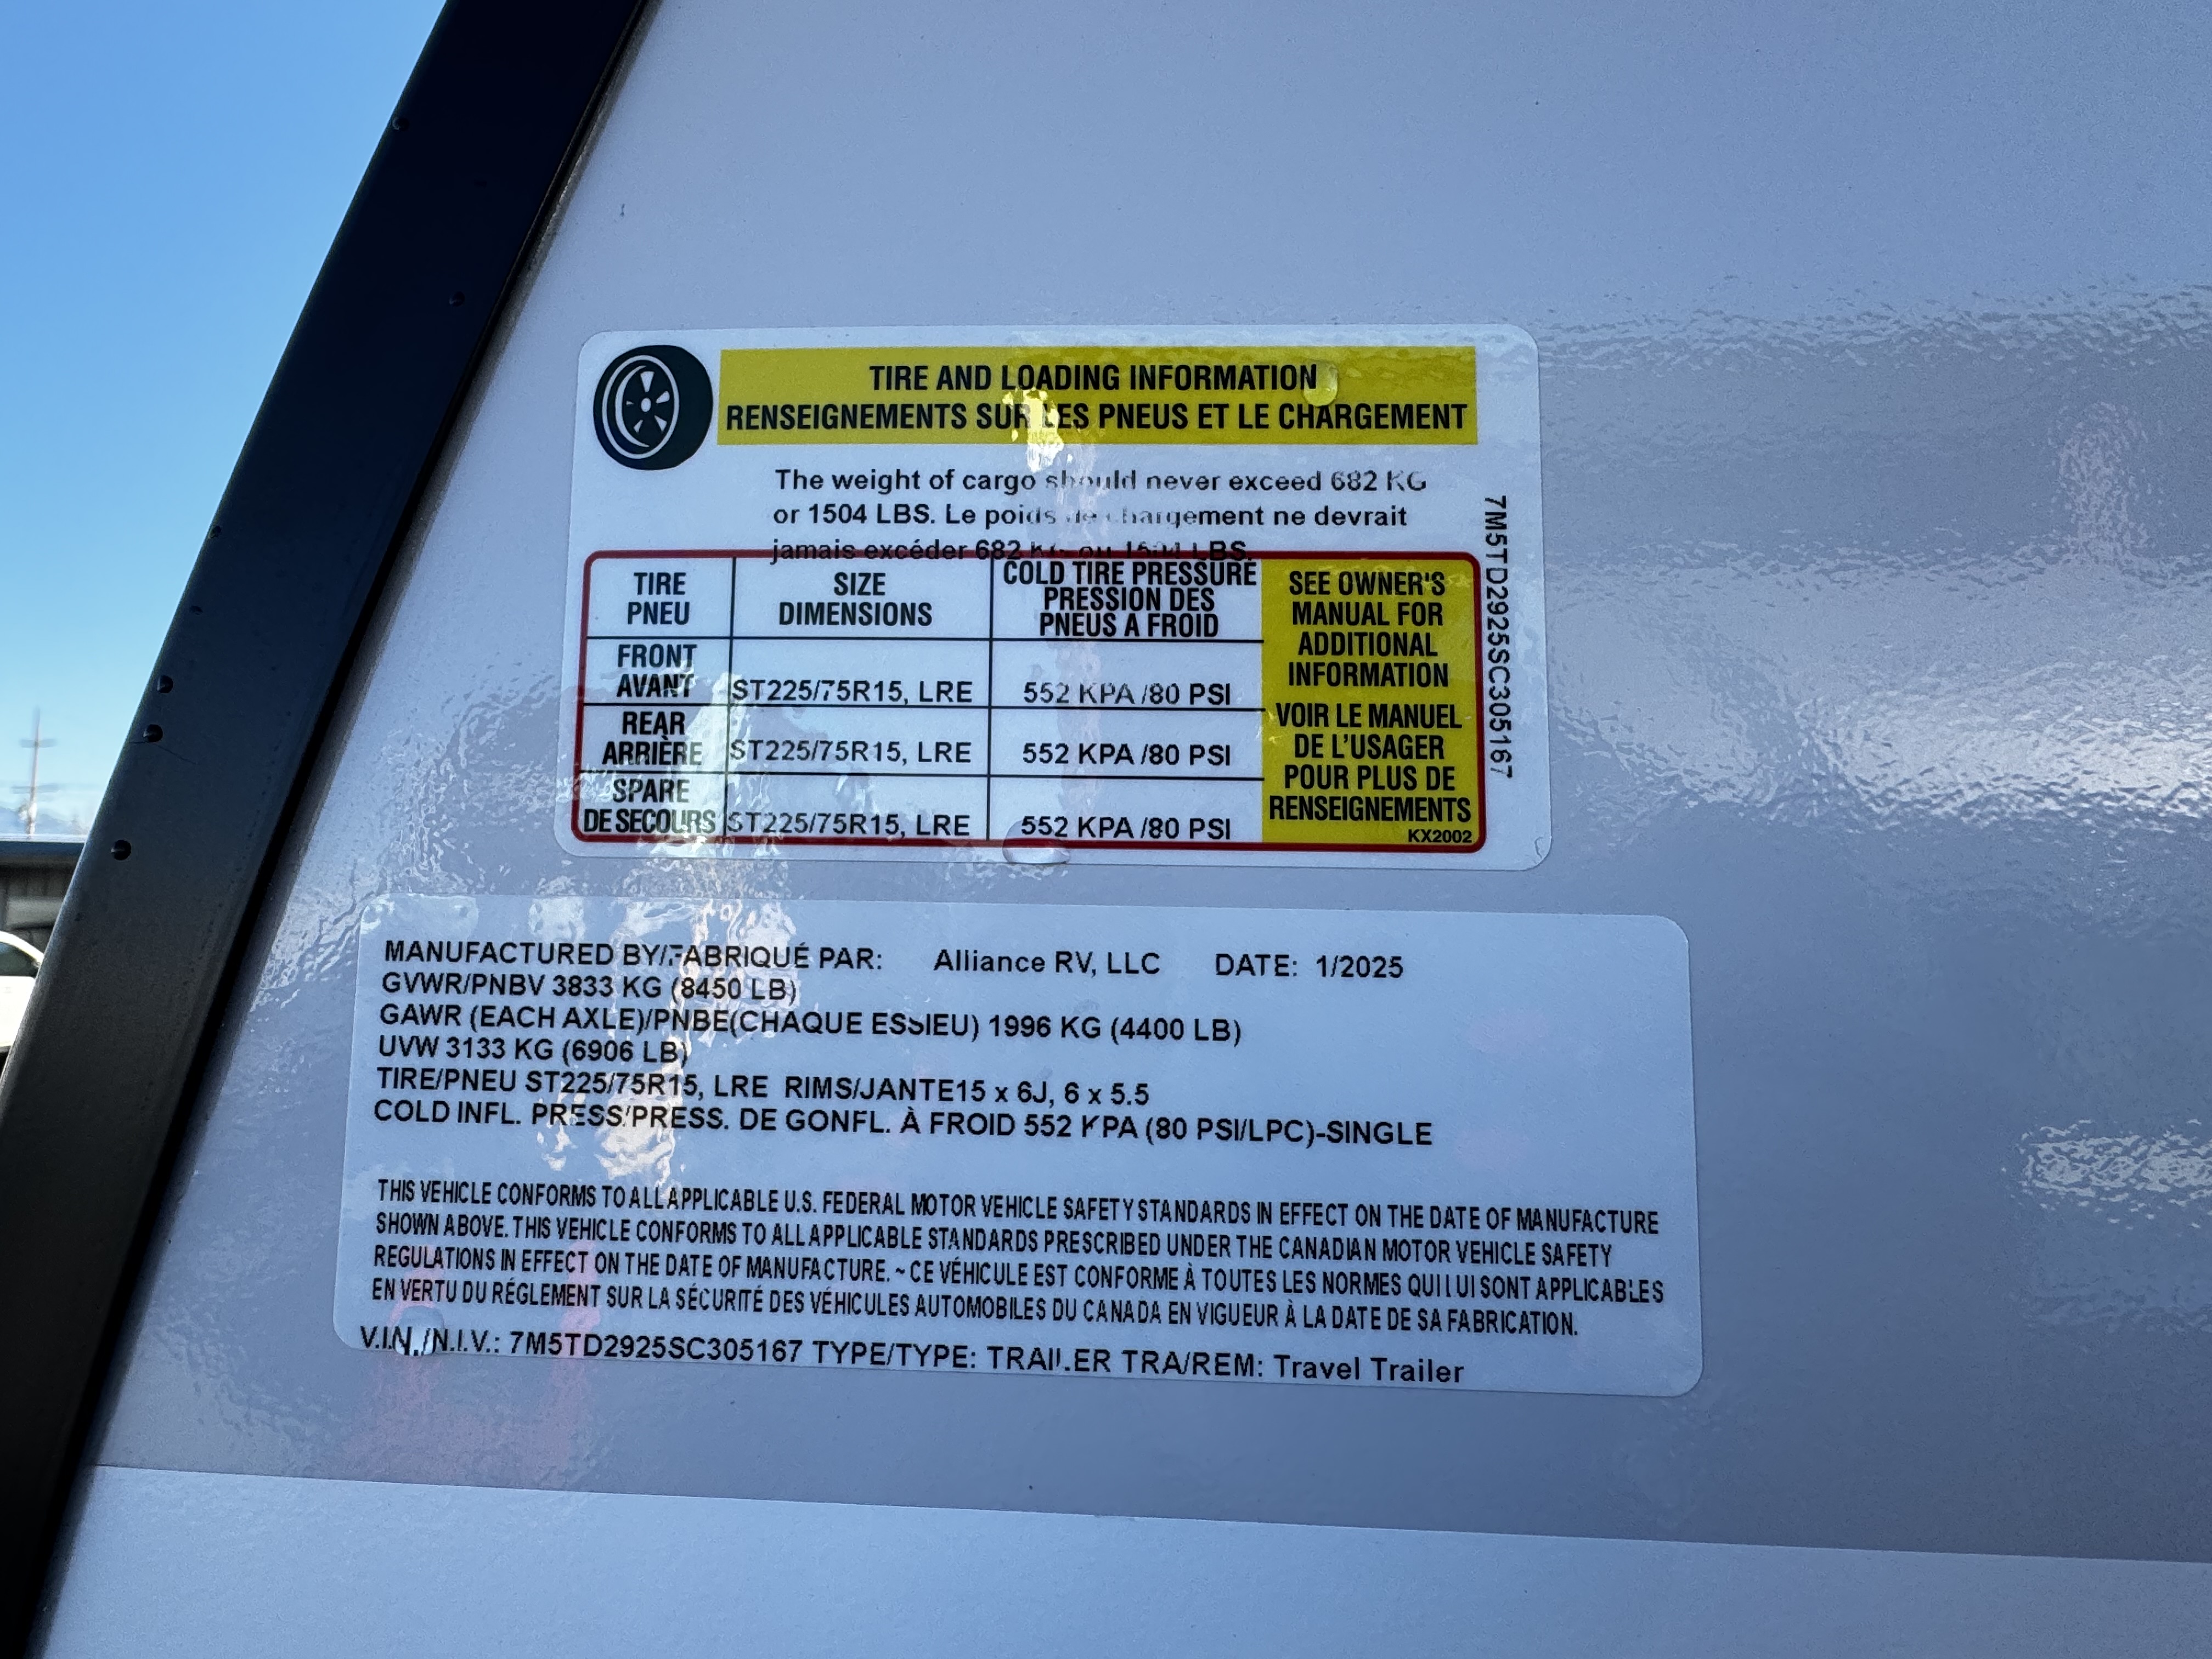 TIRE AND LOADING INFORMATION
RENSEIGNEMENTS SUR LES PNEUS ET LE CHARGEMENT
The weight of cargo should never exceed 682 KG
or 1504 LBS. Le poids de chargement ne devrait
jamais excéder 682 KG ou 1504 LBS.
TIRE
PNEU
SIZE
DIMENSIONS
COLD TIRE PRESSURE
PRESSION DES
PNEUS A FROID
FRONT
AVANT
ST225/75R15, LRE
552 KPA /80 PSI
REAR
ARRIÈRE
ST225/75R15, LRE
552 KPA /80 PSI
SPARE
DE SECOURS
ST225/75R15, LRE
552 KPA /80 PSI
SEE OWNER'S
MANUAL FOR
ADDITIONAL
INFORMATION
VOIR LE MANUEL
DE L'USAGER
POUR PLUS DE
RENSEIGNEMENTS
KX2002
7M5TD2925SC305167
MANUFACTURED BY/FABRIQUÉ PAR: Alliance RV, LLC DATE: 1/2025
GVWR/PNBV 3833 KG (8450 LB)
GAWR (EACH AXLE)/PNBE(CHAQUE ESSIEU) 1996 KG (4400 LB)
UVW 3133 KG (6906 LB)
TIRE/PNEU ST225/75R15, LRE RIMS/JANTE15 x 6J, 6 x 5.5
COLD INFL. PRESS/PRESS. DE GONFL. À FROID 552 KPA (80 PSI/LPC)-SINGLE
THIS VEHICLE CONFORMS TO ALL APPLICABLE U.S. FEDERAL MOTOR VEHICLE SAFETY STANDARDS IN EFFECT ON THE DATE OF MANUFACTURE
SHOWN ABOVE. THIS VEHICLE CONFORMS TO ALL APPLICABLE STANDARDS PRESCRIBED UNDER THE CANADIAN MOTOR VEHICLE SAFETY
REGULATIONS IN EFFECT ON THE DATE OF MANUFACTURE. ~ CE VÉHICULE EST CONFORME À TOUTES LES NORMES QUI LUI SONT APPLICABLES
EN VERTU DU RÉGLEMENT SUR LA SÉCURITÉ DES VÉHICULES AUTOMOBILES DU CANADA EN VIGUEUR À LA DATE DE SA FABRICATION.
V.I.N./N.I.V.: 7M5TD2925SC305167 TYPE/TYPE: TRAILER TRA/REM: Travel Trailer